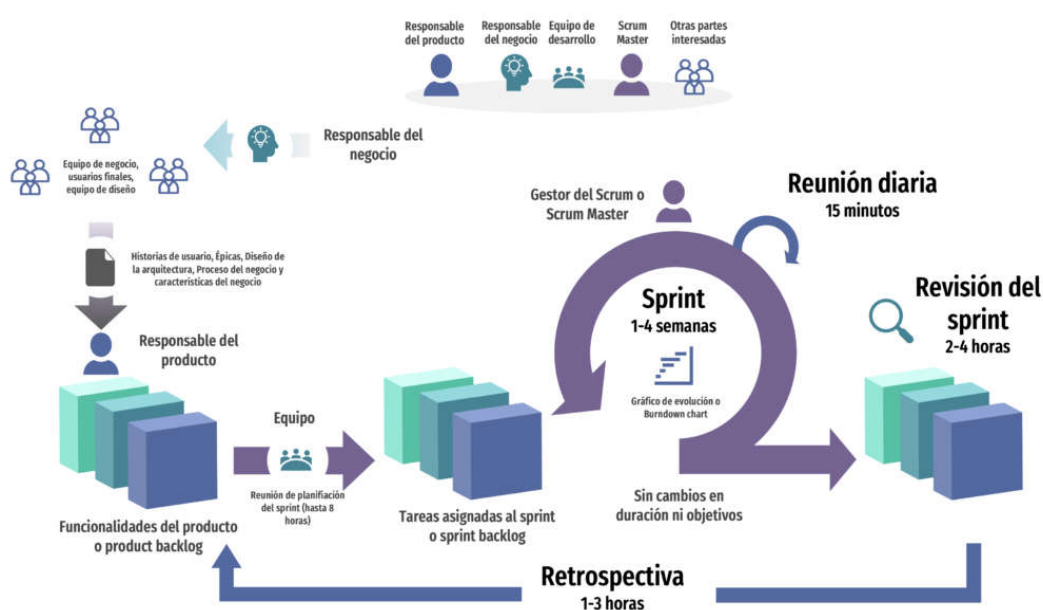 Responsable
del producto
Responsable
del negocio
Equipo de
desarrollo
Scrum
Master
Otras partes
interesadas
Responsable del
negocio
Equipo de negocio,
usuarios finales,
equipo de diseño
Historias de usuario, Épicas, Diseño de
la arquitectura, Proceso del negocio y
características del negocio
Responsable del
producto
Gestor del Scrum o
Scrum Master
Reunión diaria
15 minutos
Sprint
1-4 semanas
Gráfico de evolución o
Burndown chart
Revisión del
sprint
2-4 horas
Equipo
Reunión de planifiación
del sprint (hasta 8
horas)
Funcionalidades del producto
o product backlog
Tareas asignadas al sprint
o sprint backlog
Sin cambios en
duración ni objetivos
Retrospectiva
1-3 horas